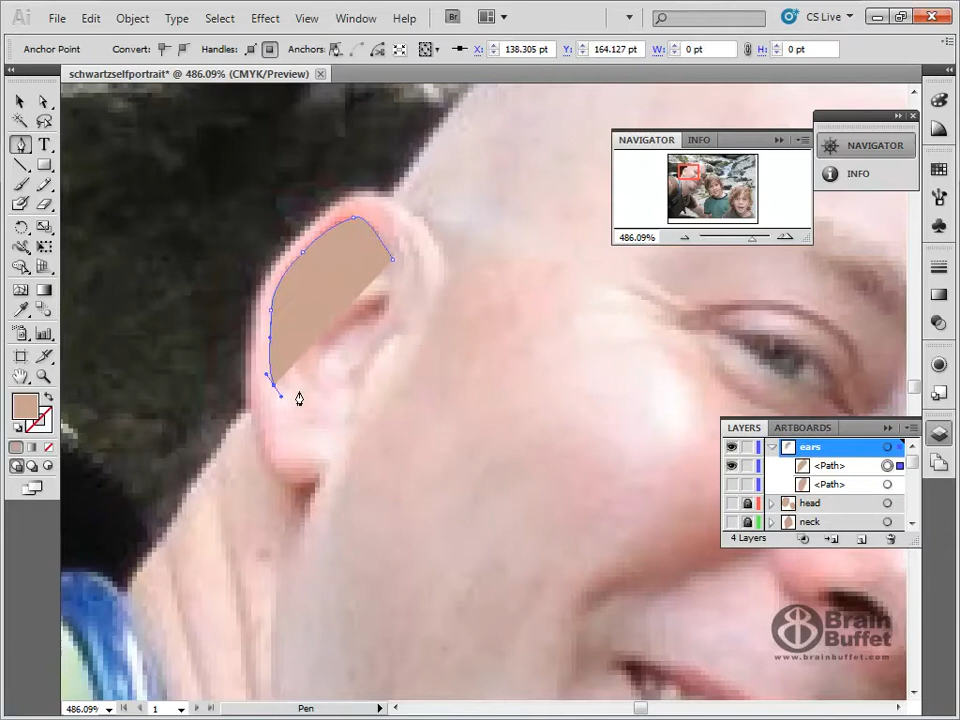 Ai File Edit Object Type Select Effect View Window Help Br CS Live
Anchor Point Convert: Handles: Anchors: X: 138.305 pt Y: 164.127 pt W: 0 pt H: 0 pt
schwartzselfportrait* @ 486.09% (CMYK/Preview)
NAVIGATOR INFO
486.09%
NAVIGATOR
INFO
LAYERS ARTBOARDS
ears
<Path>
<Path>
head
neck
4 Layers
Brain
Buffet
www.brainbuffet.com
486.09% 1 Pen